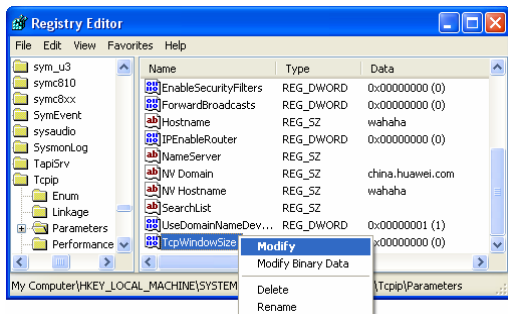 Registry Editor
File Edit View Favorites Help
sym_u3
symc810
symc8xx
SymEvent
sysaudio
SysmonLog
TapiSrv
Tcpip
Enum
Linkage
Parameters
Performance
Name Type Data
EnableSecurityFilters REG_DWORD 0x00000000 (0)
ForwardBroadcasts REG_DWORD 0x00000000 (0)
Hostname REG_SZ wahaha
IPEnableRouter REG_DWORD 0x00000000 (0)
NameServer REG_SZ
NV Domain REG_SZ china.huawei.com
NV Hostname REG_SZ wahaha
SearchList REG_SZ
UseDomainNameDev... REG_DWORD 0x00000001 (1)
TcpWindowSize x00000000 (0)
Modify
Modify Binary Data
Delete
Rename
My Computer\HKEY_LOCAL_MACHINE\SYSTEM \Tcpip\Parameters